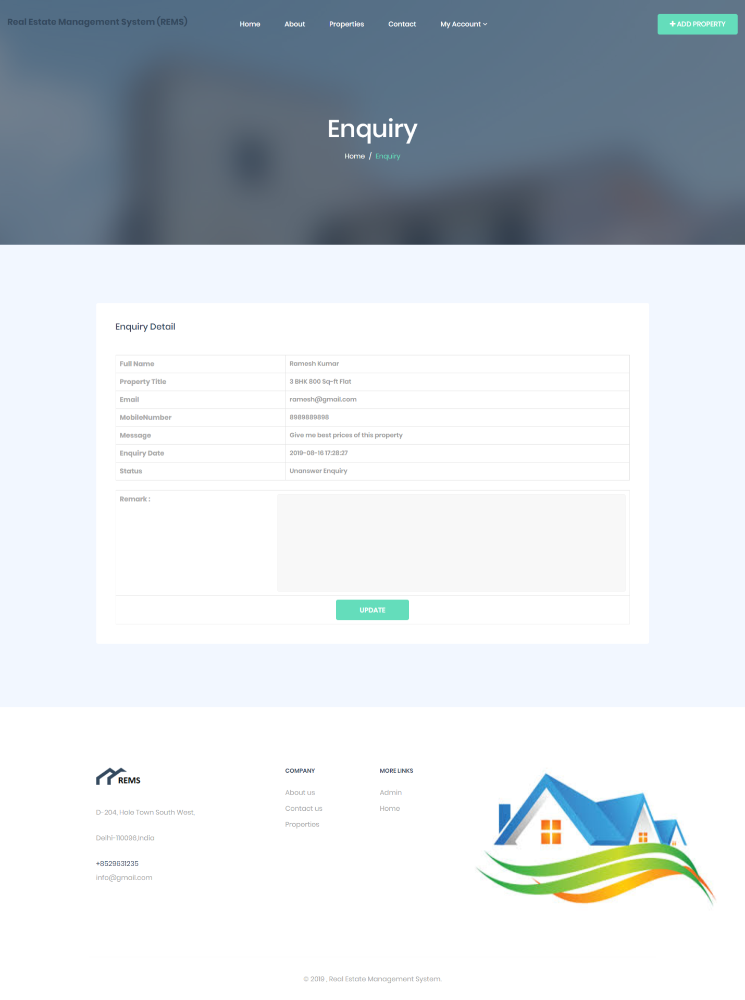 Real Estate Management System (REMS)
Home
About
Properties
Contact
My Account
ADD PROPERTY
Enquiry
Home / Enquiry
Enquiry Detail
Full Name Ramesh Kumar
Property Title 3 BHK 800 Sq-ft Flat
Email ramesh@gmail.com
MobileNumber 8989889898
Message Give me best prices of this property
Enquiry Date 2019-08-16 17:28:27
Status Unanswer Enquiry
Remark :
UPDATE
REMS
D-204, Hole Town South West,
Delhi-110096,India
+8529631235
info@gmail.com
COMPANY
About us
Contact us
Properties
MORE LINKS
Admin
Home
© 2019 , Real Estate Management System.